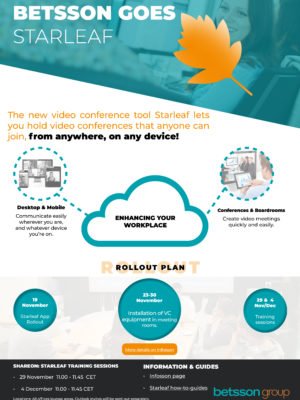 BETSSON GOES
STARLEAF
The new video conference tool Starleaf lets
you hold video conferences that anyone can
join, from anywhere, on any device!
Desktop & Mobile
Communicate easily
wherever you are,
and whatever device
you're on.
ENHANCING YOUR
WORKPLACE
Conferences & Boardrooms
Create video meetings
quickly and easily.
ROLLOUT
ROLLOUT PLAN
19
November
Starleaf App
Rollout
23-30
November
Installation of VC
equipment in meeting
rooms.
29 & 4
Nov/Dec
Training
sessions
More details on Infosson
SHAREON: STARLEAF TRAINING SESSIONS
- 29 November 11.00 - 11.45 CET
- 4 December 11.00 - 11.45 CET
INFORMATION & GUIDES
- Infosson page
- Starleaf how-to-guides
betsson group